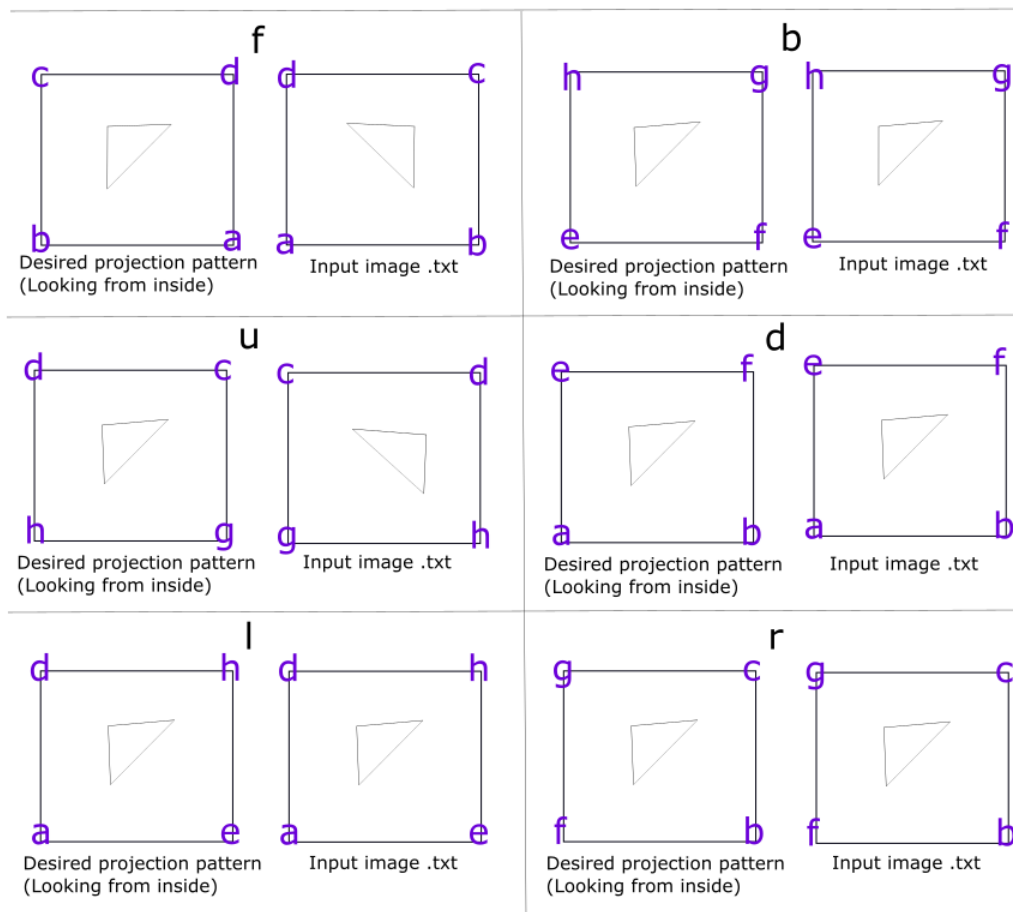 f
c d d c
b a a b
Desired projection pattern Input image .txt
(Looking from inside)
b
h g h g
e f e f
Desired projection pattern Input image .txt
(Looking from inside)
u
d c c d
h g g h
Desired projection pattern Input image .txt
(Looking from inside)
d
e f e f
a b a b
Desired projection pattern Input image .txt
(Looking from inside)
l
d h d h
a e a e
Desired projection pattern Input image .txt
(Looking from inside)
r
g c g c
f b f b
Desired projection pattern Input image .txt
(Looking from inside)